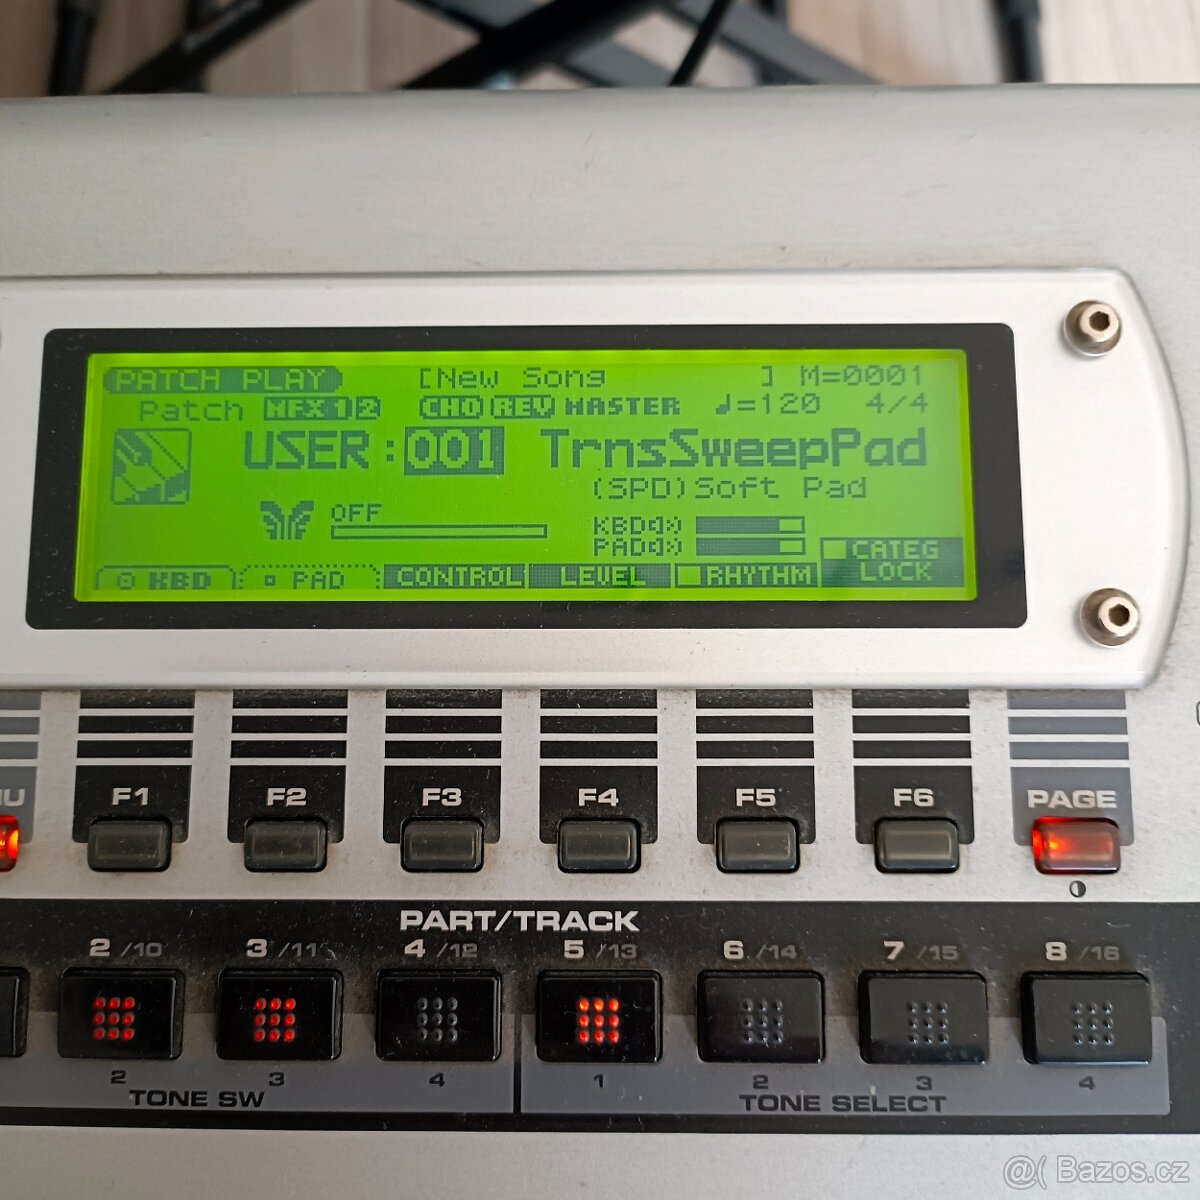 PATCH PLAY [New Song ] M=0001
Patch MFX 1 2 CHO REV MASTER ♩=120 4/4
USER:001 TrnsSweepPad
(SPD)Soft Pad
OFF
KBD
PAD
CATEG
LOCK
KBD PAD CONTROL LEVEL RHYTHM
F1 F2 F3 F4 F5 F6 PAGE
PART/TRACK
2 /10 3 /11 4 /12 5 /13 6 /14 7 /15 8 /16
2 3 4 1 2 3 4
TONE SW TONE SELECT
@( Bazos.cz